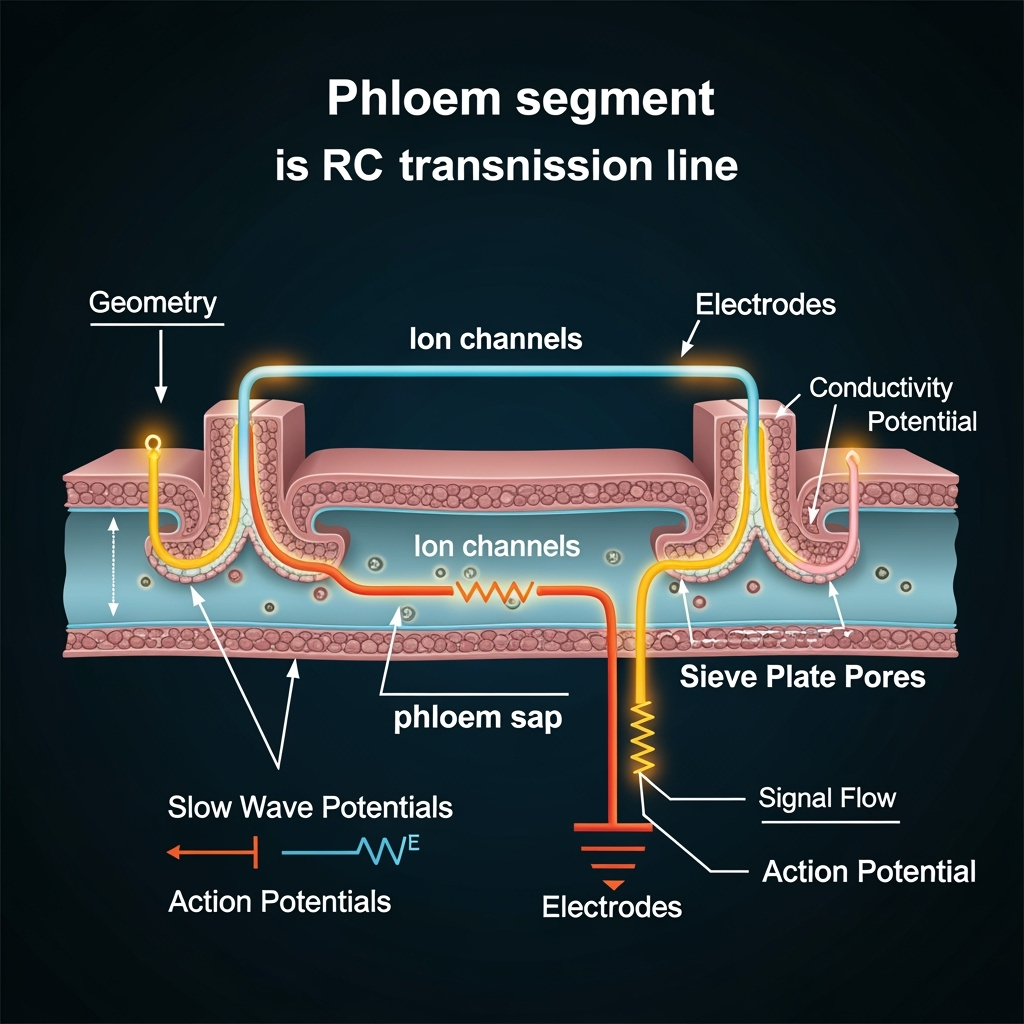 Phloem segment
is RC transnission line
Geometry
Electrodes
Ion channels
Conductivity
Potentiial
Ion channels
Sieve Plate Pores
phloem sap
Slow Wave Potentials
Signal Flow
E
Action Potential
Action Potentials
Electrodes